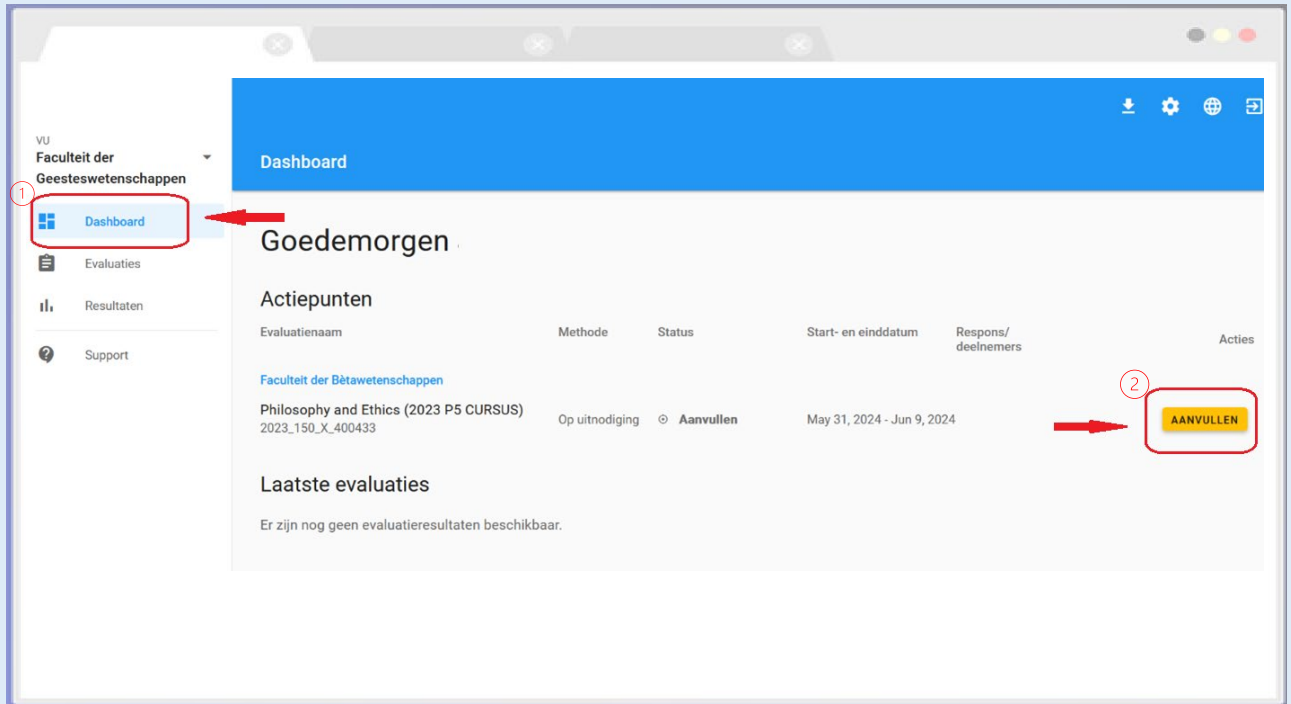 VU
Faculteit der
Geesteswetenschappen
1
Dashboard
Evaluaties
Resultaten
Support
Dashboard
Goedemorgen
Actiepunten
Evaluatienaam Methode Status Start- en einddatum Respons/
deelnemers Acties
Faculteit der Bètawetenschappen
2
Philosophy and Ethics (2023 P5 CURSUS)
2023_150_X_400433
Op uitnodiging Aanvullen May 31, 2024 - Jun 9, 2024 AANVULLEN
Laatste evaluaties
Er zijn nog geen evaluatieresultaten beschikbaar.